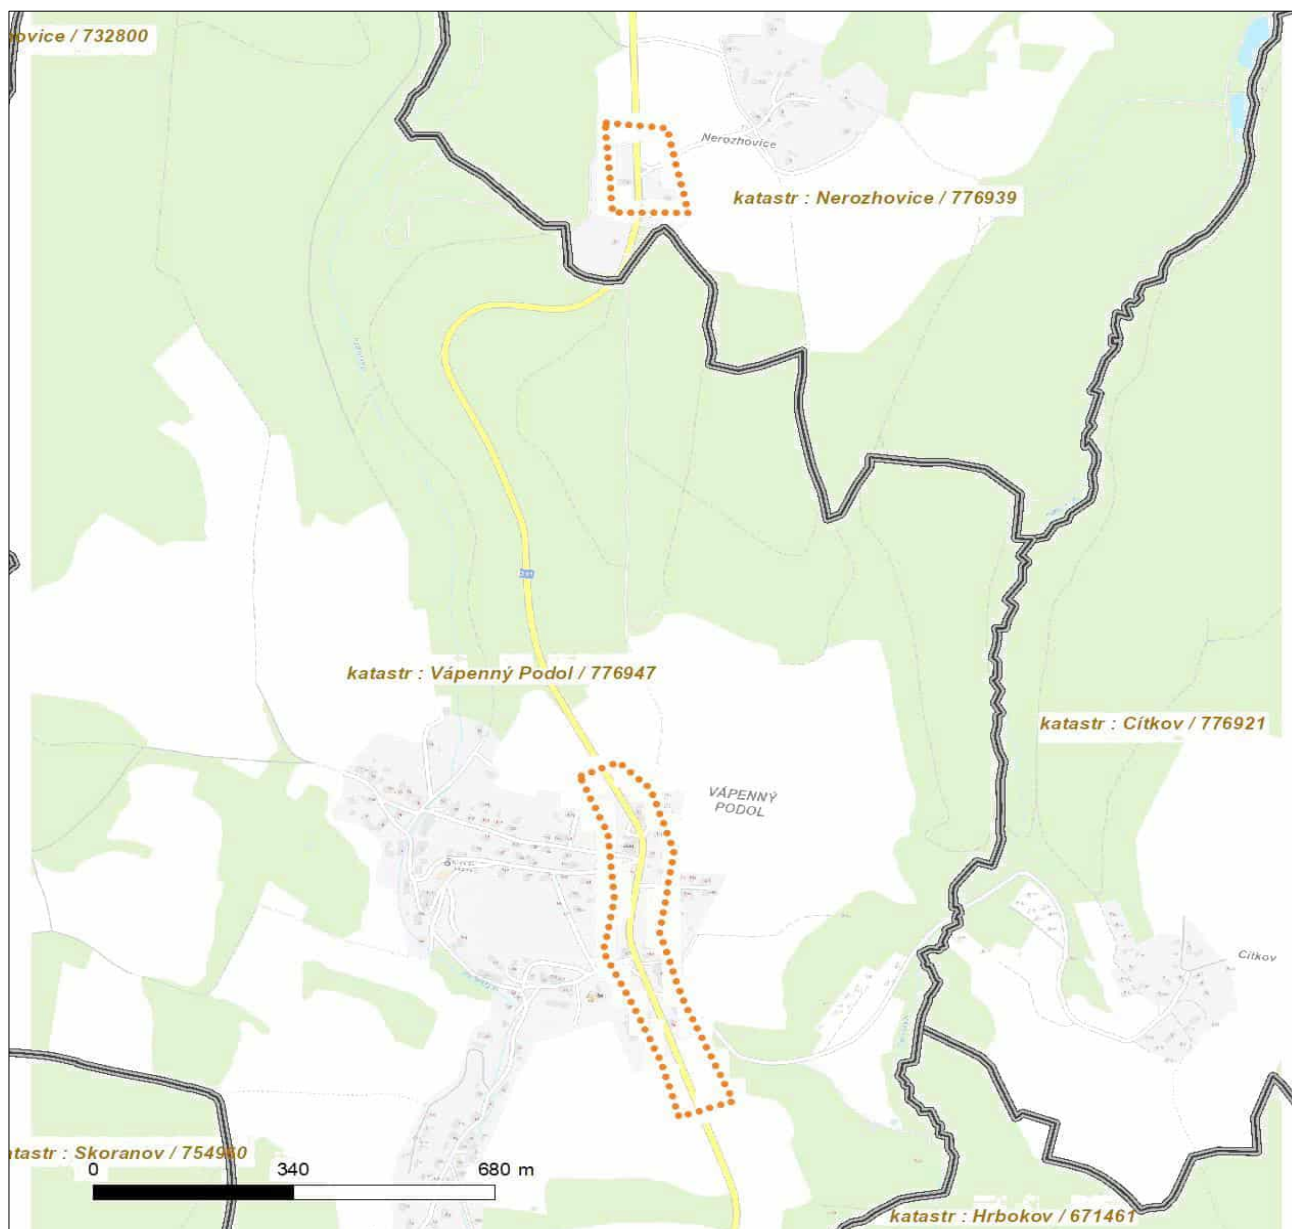 ovice / 732800
Nerozhovice
katastr : Nerozhovice / 776939
katastr : Vápenný Podol / 776947
katastr : Cítkov / 776921
VÁPENNÝ
PODOL
Cítkov
atastr : Skoranov / 754960
0 340 680 m
katastr : Hrbokov / 671461